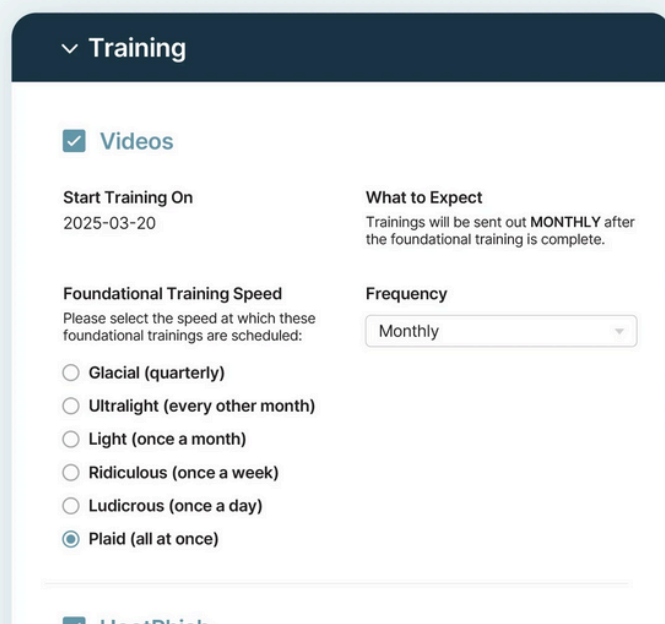 Training
Videos
Start Training On
2025-03-20
What to Expect
Trainings will be sent out MONTHLY after
the foundational training is complete.
Foundational Training Speed
Please select the speed at which these
foundational trainings are scheduled:
Frequency
Monthly
Glacial (quarterly)
Ultralight (every other month)
Light (once a month)
Ridiculous (once a week)
Ludicrous (once a day)
Plaid (all at once)